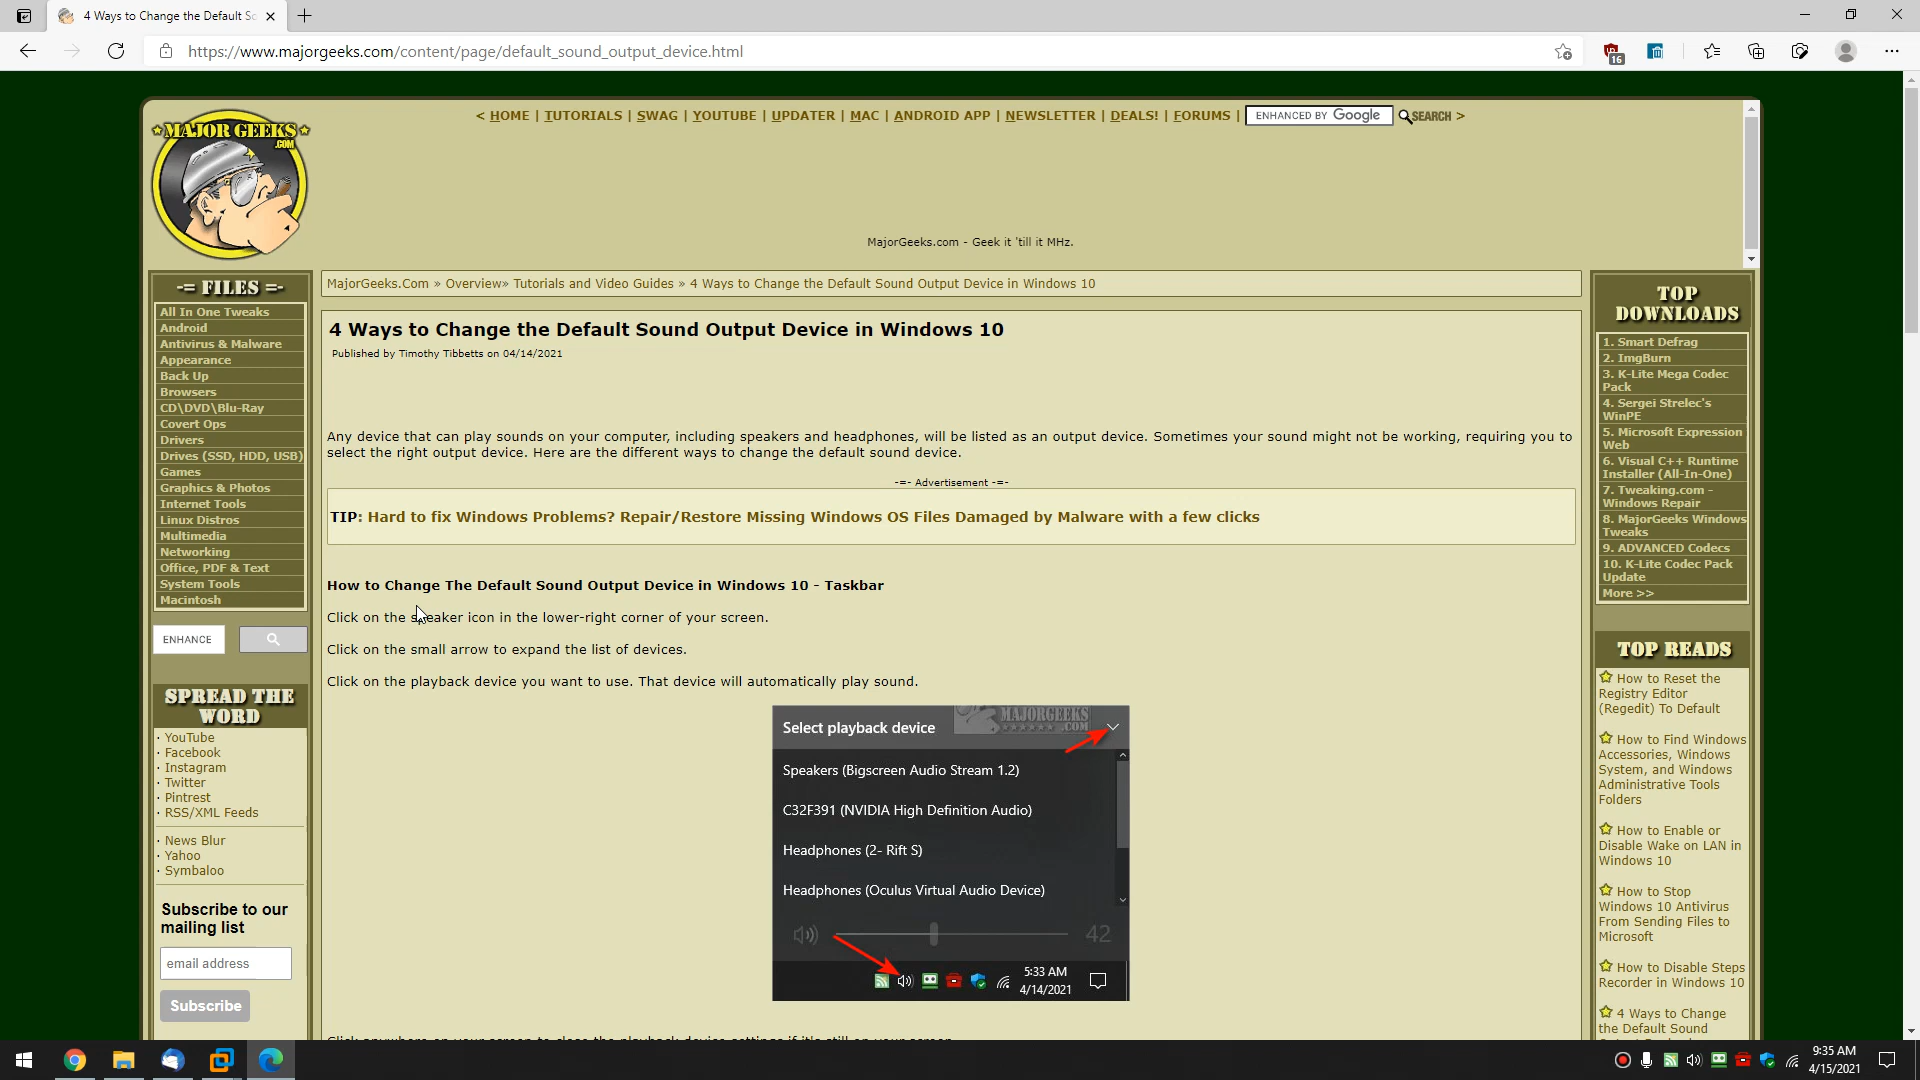 4 Ways to Change the Default So
https://www.majorgeeks.com/content/page/default_sound_output_device.html
16
MAJOR GEEKS
.COM
< HOME | TUTORIALS | SWAG | YOUTUBE | UPDATER | MAC | ANDROID APP | NEWSLETTER | DEALS! | FORUMS | ENHANCED BY Google SEARCH >
MajorGeeks.com - Geek it 'till it MHz.
-= FILES =-
All In One Tweaks
Android
Antivirus & Malware
Appearance
Back Up
Browsers
CD\DVD\Blu-Ray
Covert Ops
Drivers
Drives (SSD, HDD, USB)
Games
Graphics & Photos
Internet Tools
Linux Distros
Multimedia
Networking
Office, PDF & Text
System Tools
Macintosh
ENHANCE
SPREAD THE
WORD
· YouTube
· Facebook
· Instagram
· Twitter
· Pintrest
· RSS/XML Feeds
· News Blur
· Yahoo
· Symbaloo
Subscribe to our
mailing list
email address
Subscribe
MajorGeeks.Com » Overview» Tutorials and Video Guides » 4 Ways to Change the Default Sound Output Device in Windows 10
4 Ways to Change the Default Sound Output Device in Windows 10
Published by Timothy Tibbetts on 04/14/2021
Any device that can play sounds on your computer, including speakers and headphones, will be listed as an output device. Sometimes your sound might not be working, requiring you to
select the right output device. Here are the different ways to change the default sound device.
-=- Advertisement -=-
TIP: Hard to fix Windows Problems? Repair/Restore Missing Windows OS Files Damaged by Malware with a few clicks
How to Change The Default Sound Output Device in Windows 10 - Taskbar
Click on the speaker icon in the lower-right corner of your screen.
Click on the small arrow to expand the list of devices.
Click on the playback device you want to use. That device will automatically play sound.
Select playback device
MAJORGEEKS
.COM
Speakers (Bigscreen Audio Stream 1.2)
C32F391 (NVIDIA High Definition Audio)
Headphones (2- Rift S)
Headphones (Oculus Virtual Audio Device)
42
5:33 AM
4/14/2021
Click anywhere on your screen to close the playback device settings if it's still on your screen.
TOP
DOWNLOADS
1. Smart Defrag
2. ImgBurn
3. K-Lite Mega Codec
Pack
4. Sergei Strelec's
WinPE
5. Microsoft Expression
Web
6. Visual C++ Runtime
Installer (All-In-One)
7. Tweaking.com -
Windows Repair
8. MajorGeeks Windows
Tweaks
9. ADVANCED Codecs
10. K-Lite Codec Pack
Update
More >>
TOP READS
How to Reset the
Registry Editor
(Regedit) To Default
How to Find Windows
Accessories, Windows
System, and Windows
Administrative Tools
Folders
How to Enable or
Disable Wake on LAN in
Windows 10
How to Stop
Windows 10 Antivirus
From Sending Files to
Microsoft
How to Disable Steps
Recorder in Windows 10
4 Ways to Change
the Default Sound
9:35 AM
4/15/2021